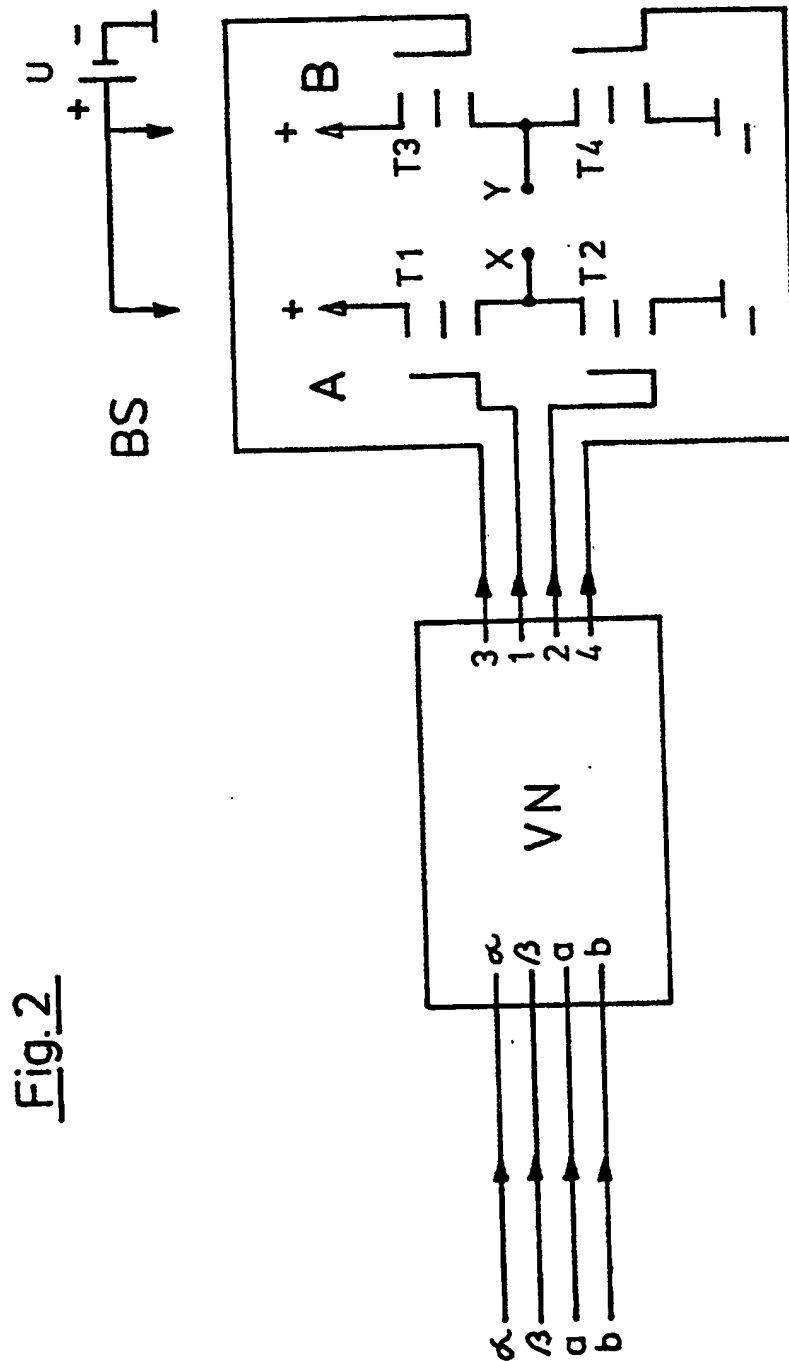 Fig.2
α
β
a
b
α
β
a
b
VN
3
1
2
4
BS
U
+
-
A
B
+
+
T1
T3
X
Y
T2
T4
-
-